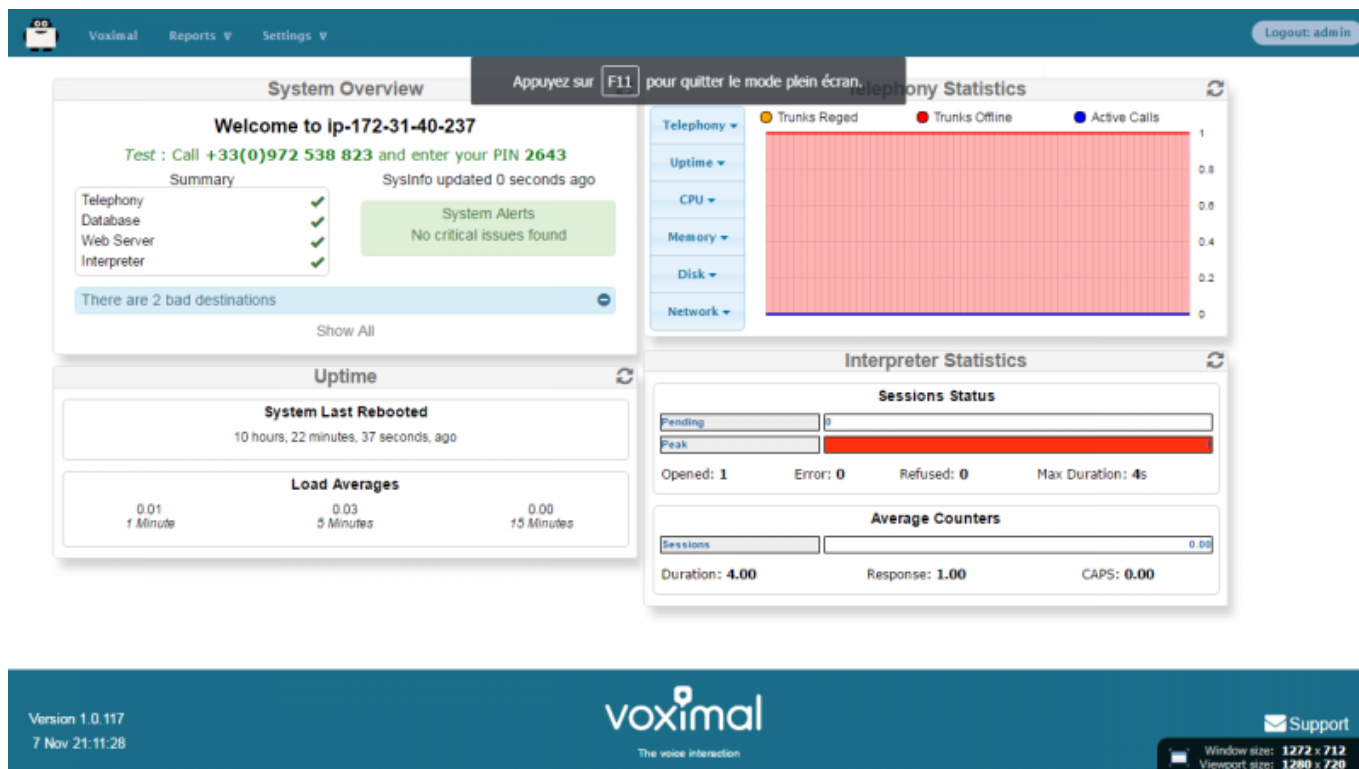 Voximal Reports Settings Logout: admin
Appuyez sur F11 pour quitter le mode plein écran.
System Overview
Welcome to ip-172-31-40-237
Test : Call +33(0)972 538 823 and enter your PIN 2643
Summary
Telephony
Database
Web Server
Interpreter
SysInfo updated 0 seconds ago
System Alerts
No critical issues found
There are 2 bad destinations
Show All
Uptime
System Last Rebooted
10 hours, 22 minutes, 37 seconds, ago
Load Averages
0.01 0.03 0.00
1 Minute 5 Minutes 15 Minutes
Telephony Statistics
Telephony
Uptime
CPU
Memory
Disk
Network
Trunks Reged Trunks Offline Active Calls
1
0.8
0.6
0.4
0.2
0
Interpreter Statistics
Sessions Status
Pending 0
Peak
Opened: 1 Error: 0 Refused: 0 Max Duration: 4s
Average Counters
Sessions 0.00
Duration: 4.00 Response: 1.00 CAPS: 0.00
Version 1.0.117
7 Nov 21:11:28
voximal
The voice interaction
Support
Window size: 1272 x 712
Viewport size: 1280 x 720